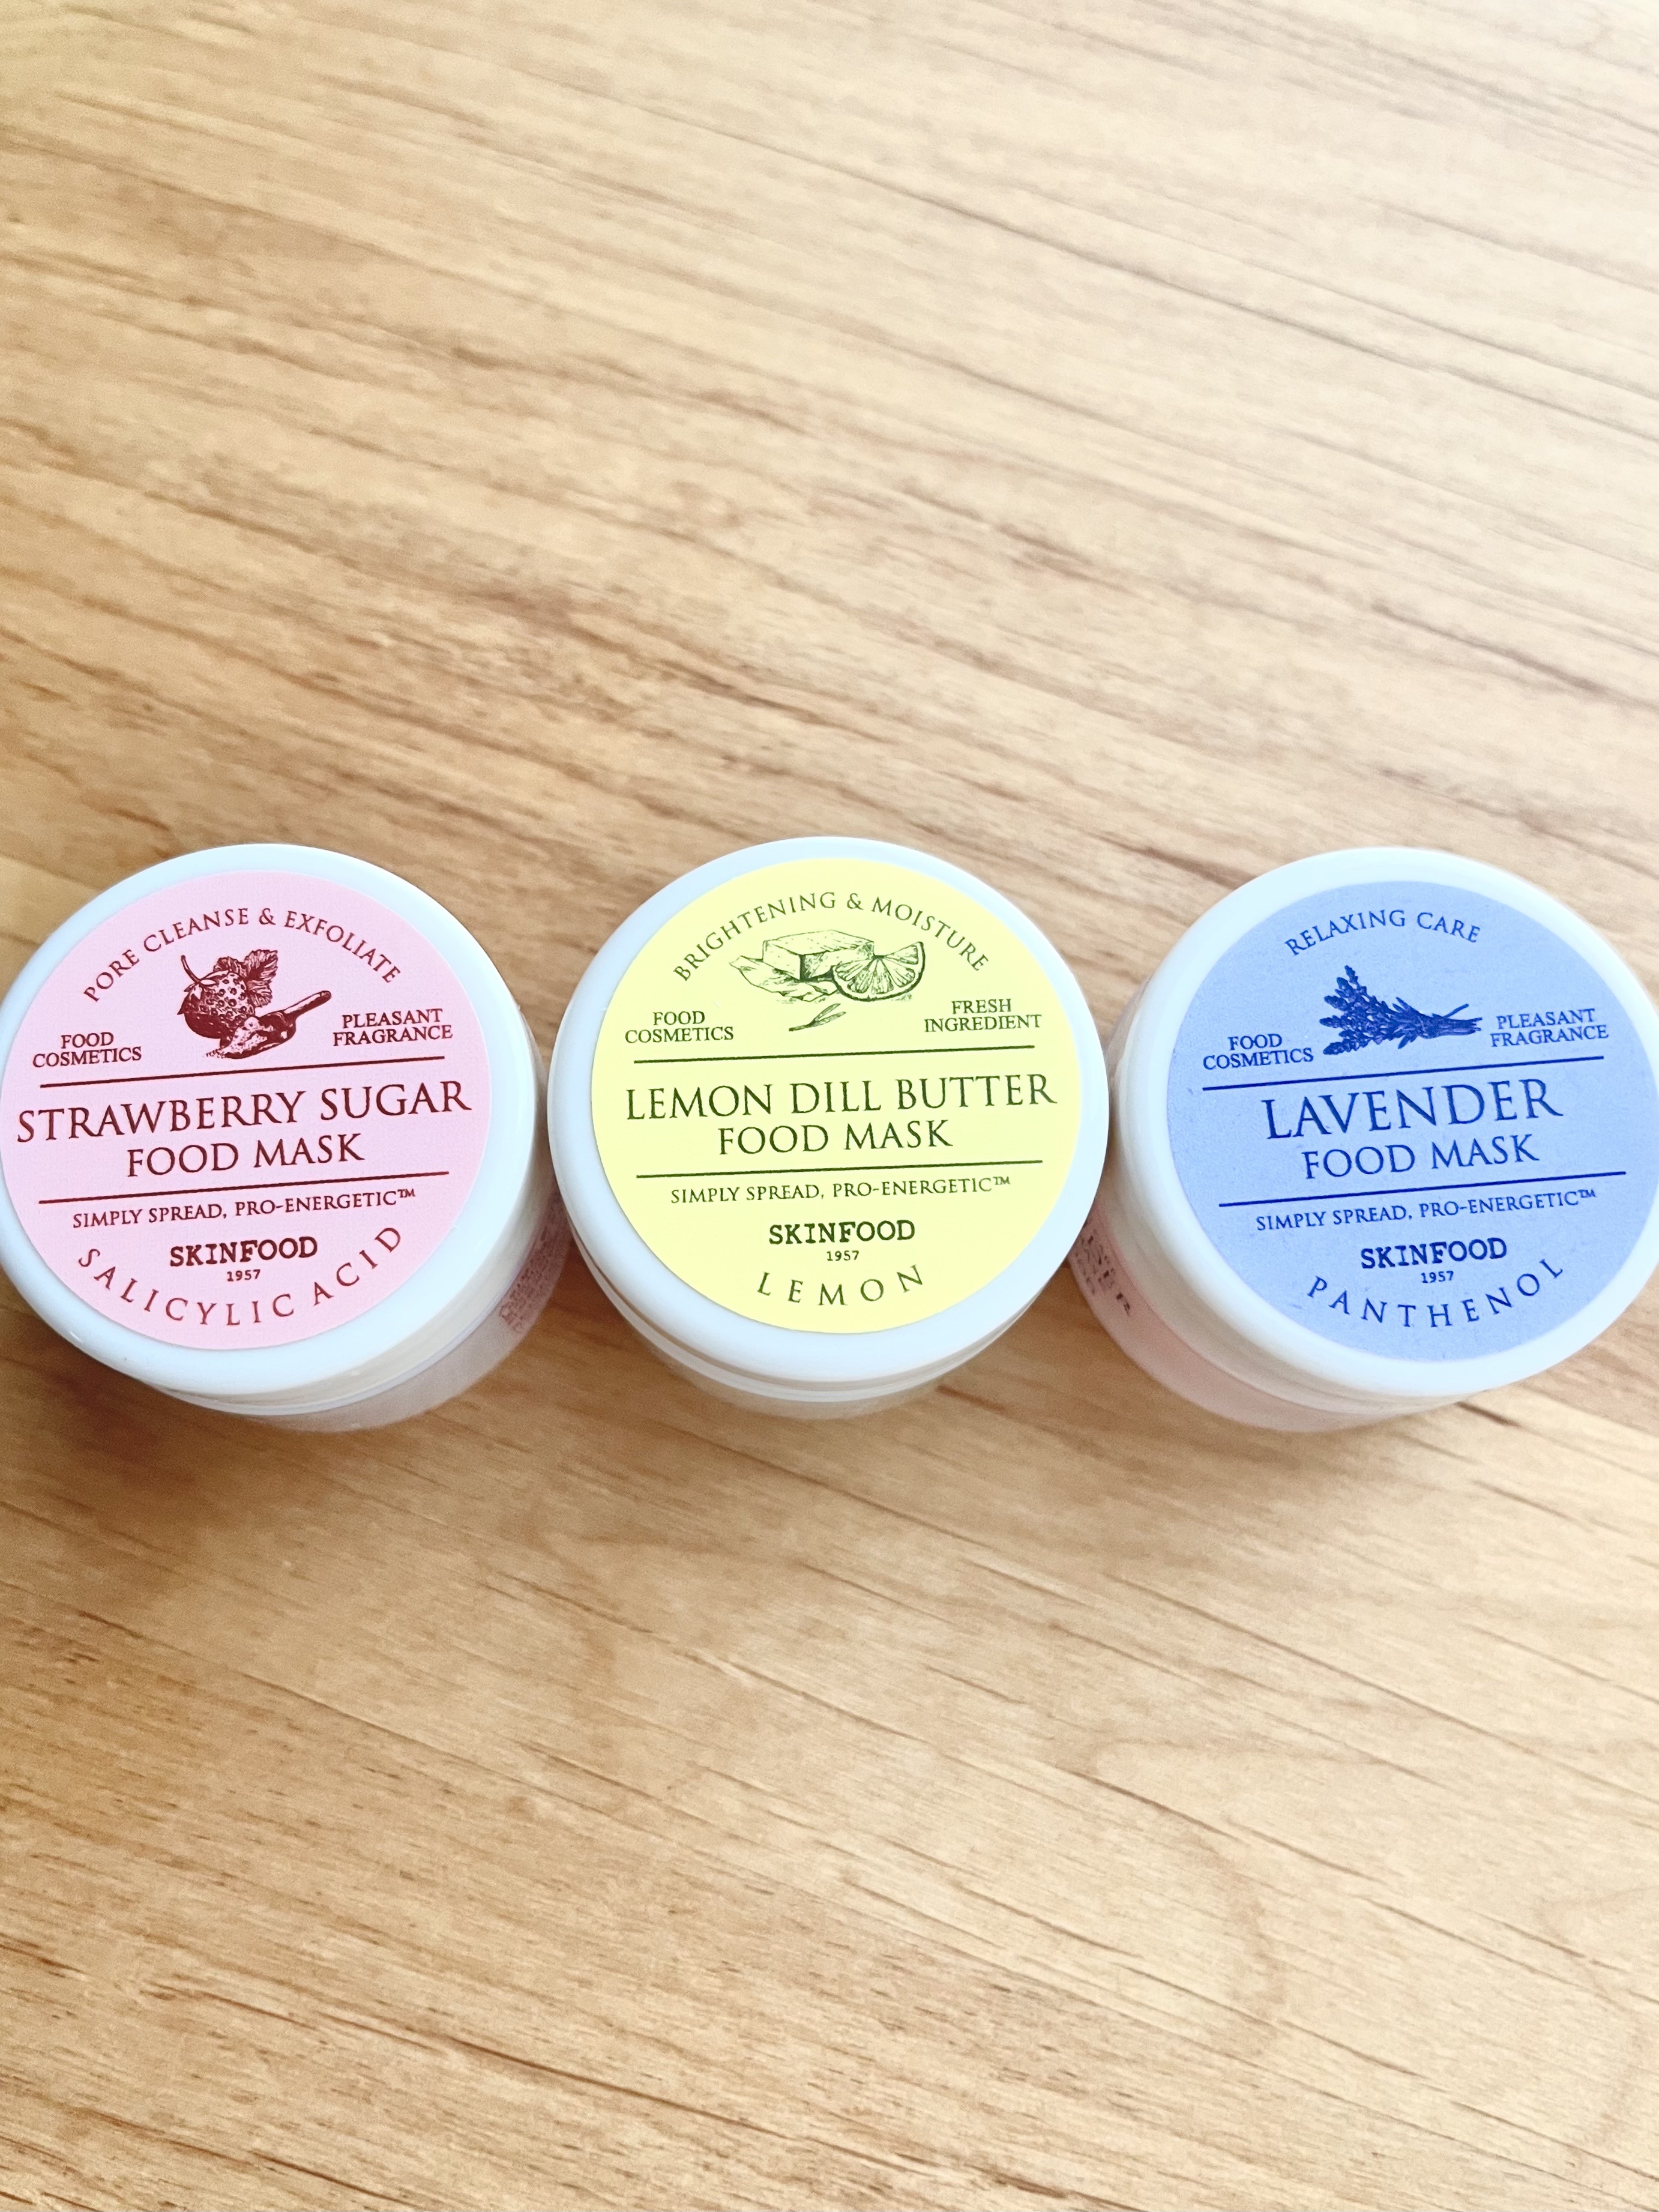 PORE CLEANSE & EXFOLIATE
FOOD
COSMETICS
PLEASANT
FRAGRANCE
STRAWBERRY SUGAR
FOOD MASK
SIMPLY SPREAD, PRO-ENERGETIC™
SKINFOOD
1957
SALICYLIC ACID
BRIGHTENING & MOISTURE
FOOD
COSMETICS
FRESH
INGREDIENT
LEMON DILL BUTTER
FOOD MASK
SIMPLY SPREAD, PRO-ENERGETIC™
SKINFOOD
1957
LEMON
RELAXING CARE
FOOD
COSMETICS
PLEASANT
FRAGRANCE
LAVENDER
FOOD MASK
SIMPLY SPREAD, PRO-ENERGETIC™
SKINFOOD
1957
PANTHENOL